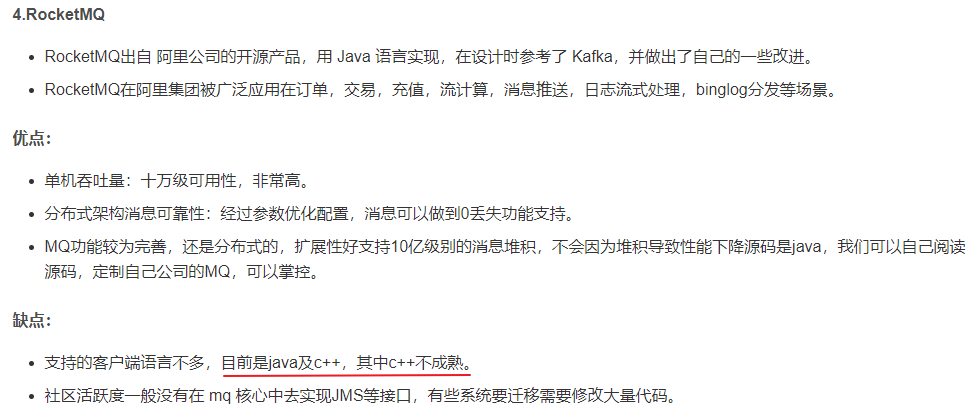 4.RocketMQ
RocketMQ出自 阿里公司的开源产品，用 Java 语言实现，在设计时参考了 Kafka，并做出了自己的一些改进。
RocketMQ在阿里集团被广泛应用在订单，交易，充值，流计算，消息推送，日志流式处理，binglog分发等场景。
优点：
单机吞吐量：十万级可用性，非常高。
分布式架构消息可靠性：经过参数优化配置，消息可以做到0丢失功能支持。
MQ功能较为完善，还是分布式的，扩展性好支持10亿级别的消息堆积，不会因为堆积导致性能下降源码是java，我们可以自己阅读
源码，定制自己公司的MQ，可以掌控。
缺点：
支持的客户端语言不多，目前是java及c++，其中c++不成熟。
社区活跃度一般没有在 mq 核心中去实现JMS等接口，有些系统要迁移需要修改大量代码。